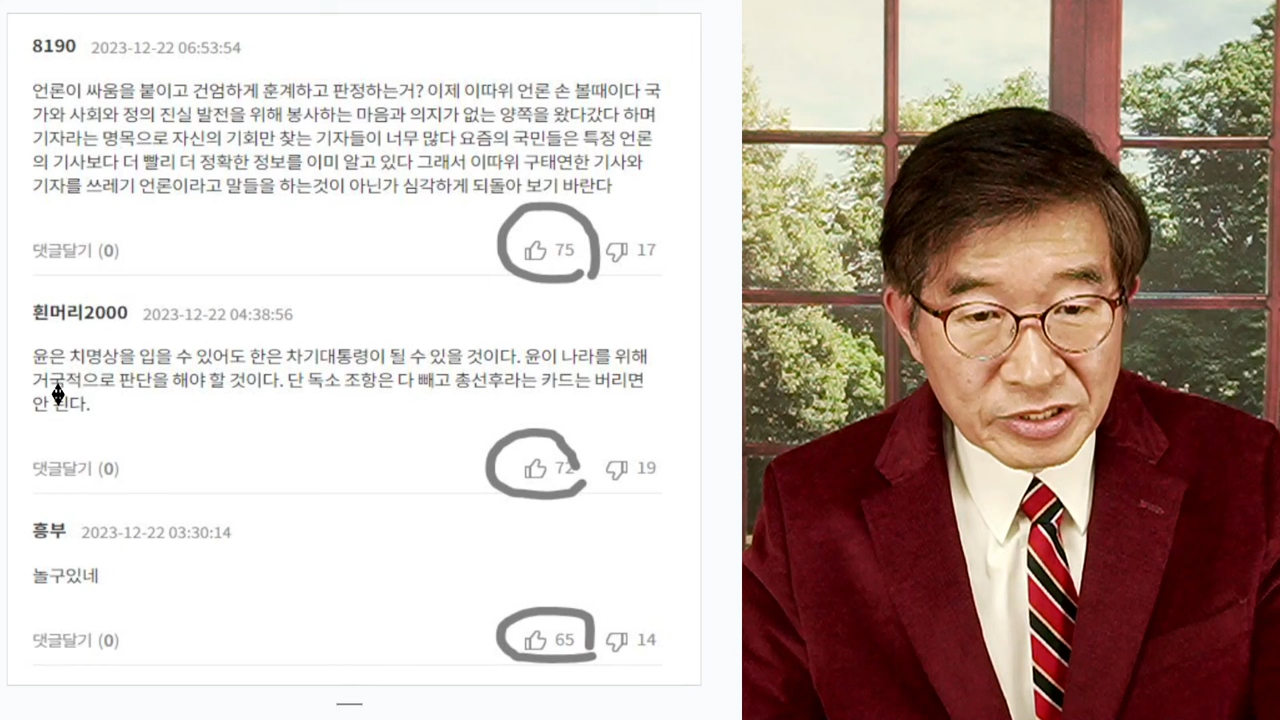 8190 2023-12-22 06:53:54
언론이 싸움을 붙이고 건엄하게 훈계하고 판정하는거? 이제 이따위 언론 손 볼때이다 국
가와 사회와 정의 진실 발전을 위해 봉사하는 마음과 의지가 없는 양쪽을 왔다갔다 하며
기자라는 명목으로 자신의 기회만 찾는 기자들이 너무 많다 요즘의 국민들은 특정 언론
의 기사보다 더 빨리 더 정확한 정보를 이미 알고 있다 그래서 이따위 구태연한 기사와
기자를 쓰레기 언론이라고 말들을 하는것이 아닌가 심각하게 되돌아 보기 바란다
댓글달기 (0) 75 17
흰머리2000 2023-12-22 04:38:56
윤은 치명상을 입을 수 있어도 한은 차기대통령이 될 수 있을 것이다. 윤이 나라를 위해
거국적으로 판단을 해야 할 것이다. 단 독소 조항은 다 빼고 총선후라는 카드는 버리면
안 된다.
댓글달기 (0) 72 19
흥부 2023-12-22 03:30:14
놀구있네
댓글달기 (0) 65 14